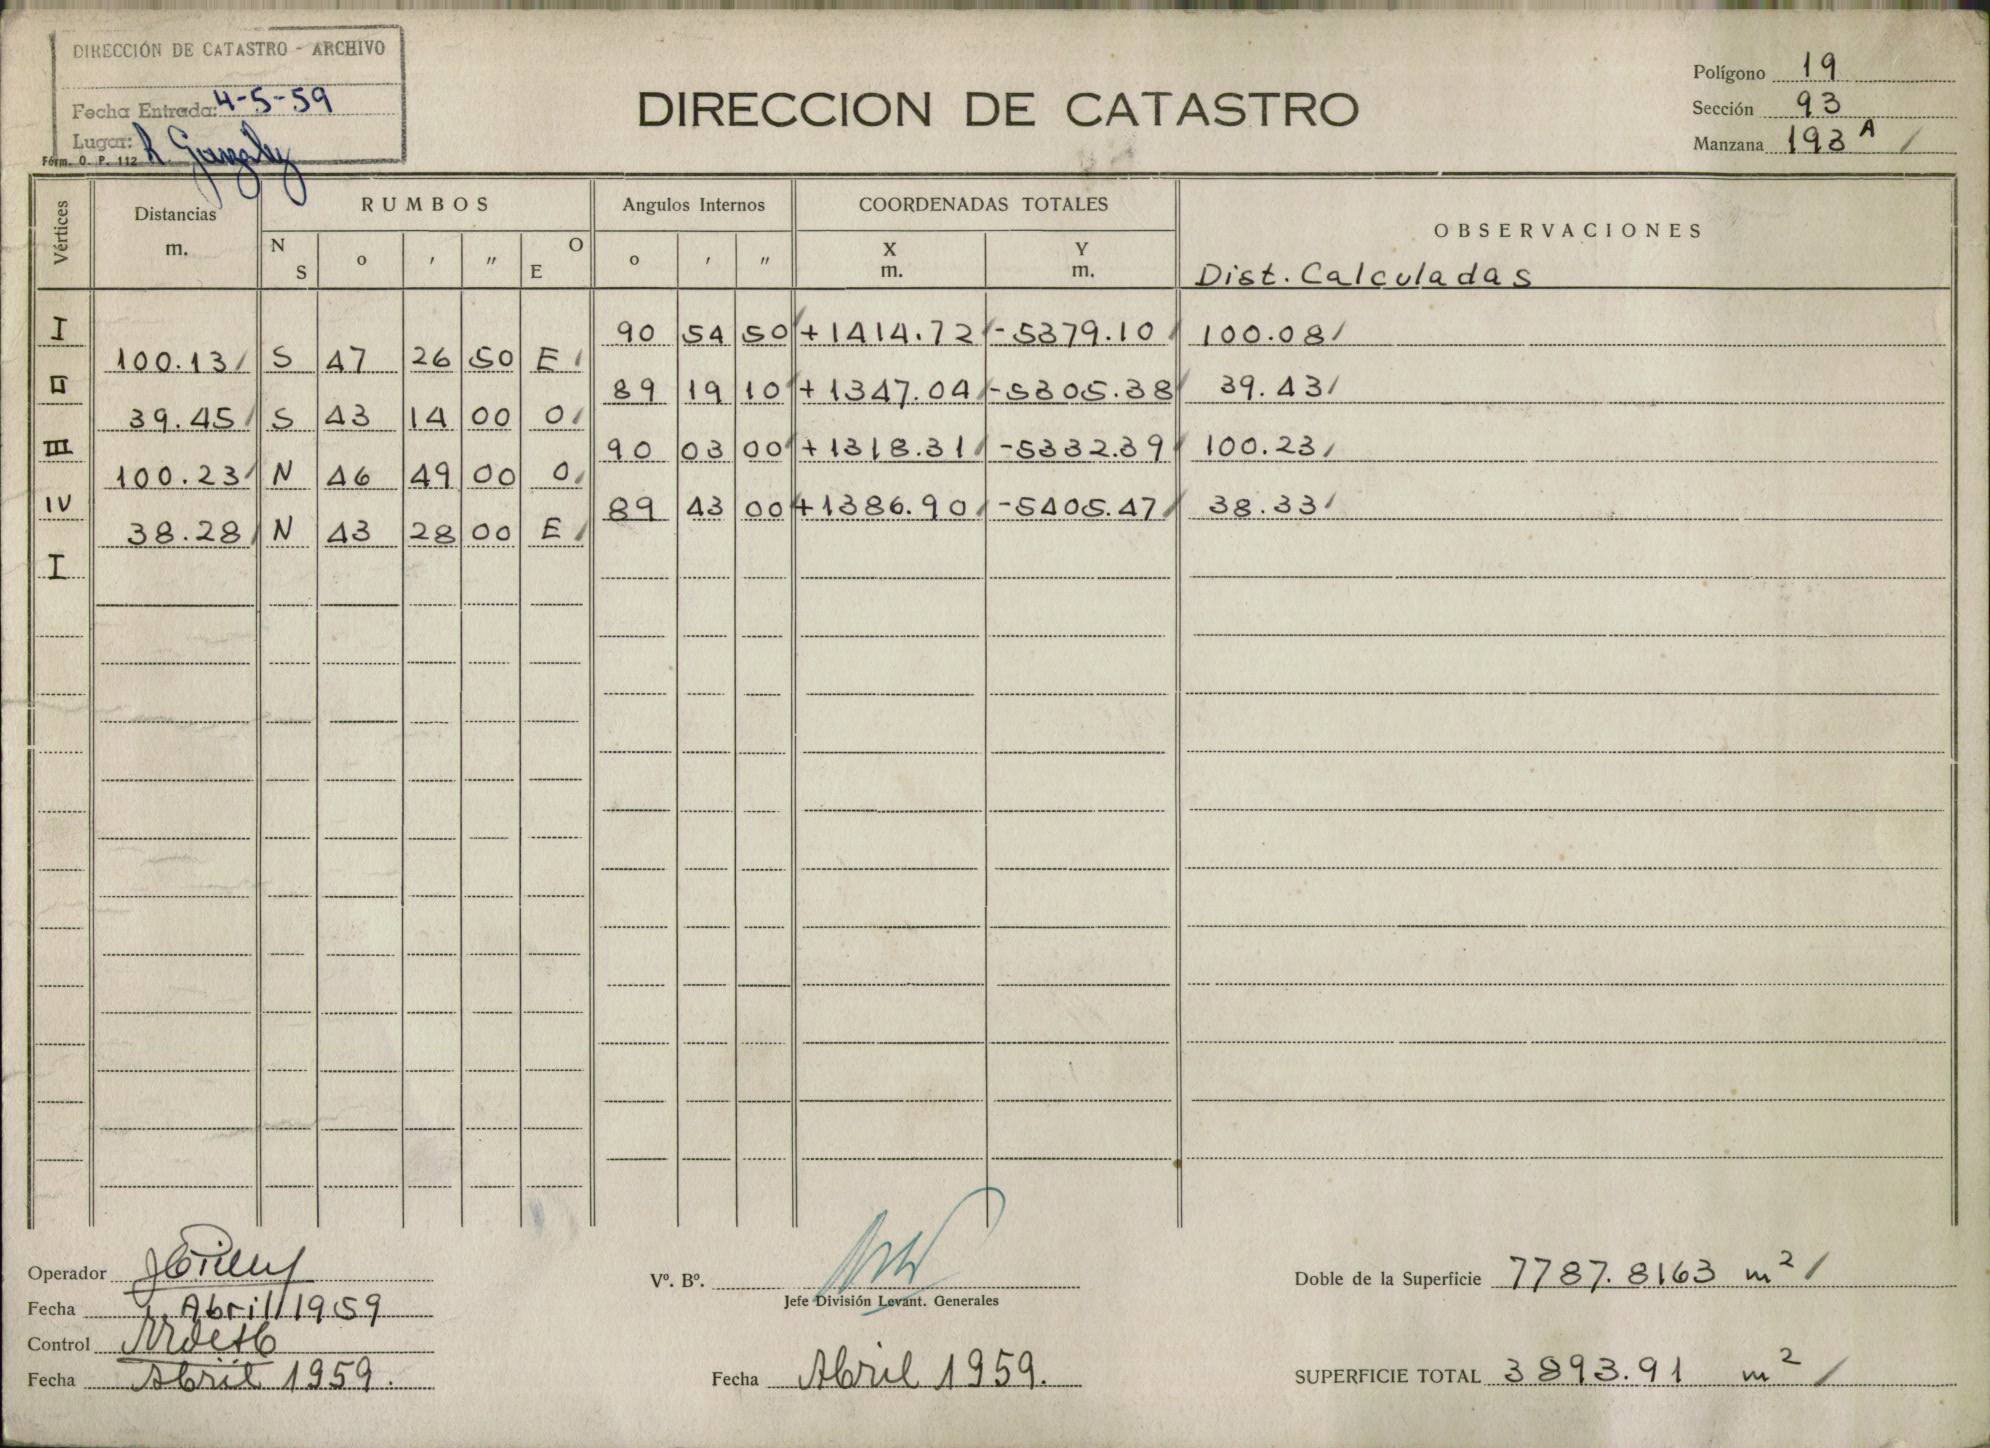 DIRECCIÓN DE CATASTRO - ARCHIVO
Fecha Entrada: 4-5-59
Lugar:
Fórm. O. P. 112
DIRECCION DE CATASTRO
Polígono 19
Sección 93
Manzana 193 A /
Vértices Distancias m. RUMBOS Angulos Internos COORDENADAS TOTALES OBSERVACIONES
N S o ' " O E o ' " X m. Y m. Dist. Calculadas
I 90 54 50 +1414.72 -5379.10 100.08
100.13 S 47 26 50 E
II 89 19 10 +1347.04 -5305.38 39.43
39.45 S 43 14 00 O
III 90 03 00 +1318.31 -5332.39 100.23
100.23 N 46 49 00 O
IV 89 43 00 +1386.90 -5405.47 38.33
38.28 N 43 28 00 E
I
Operador
Fecha Abril 1959
Control
Fecha Abril 1959.
Vº. Bº.
Jefe División Levant. Generales
Fecha Abril 1959.
Doble de la Superficie 7787.8163 m2 /
SUPERFICIE TOTAL 3893.91 m2 /